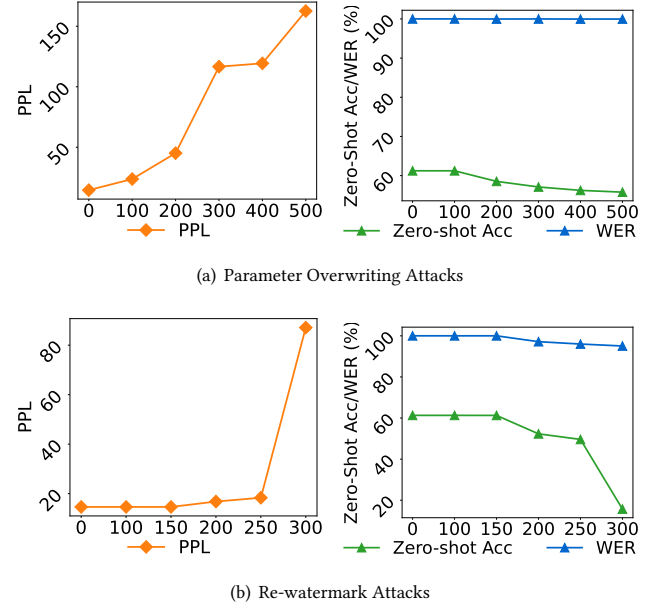 PPL
150
100
50
0 100 200 300 400 500
PPL
Zero-Shot Acc/WER (%)
100
90
80
70
60
0 100 200 300 400 500
Zero-shot Acc WER
(a) Parameter Overwriting Attacks
PPL
80
60
40
20
0 100 150 200 250 300
PPL
Zero-Shot Acc/WER (%)
100
80
60
40
20
0 100 150 200 250 300
Zero-shot Acc WER
(b) Re-watermark Attacks